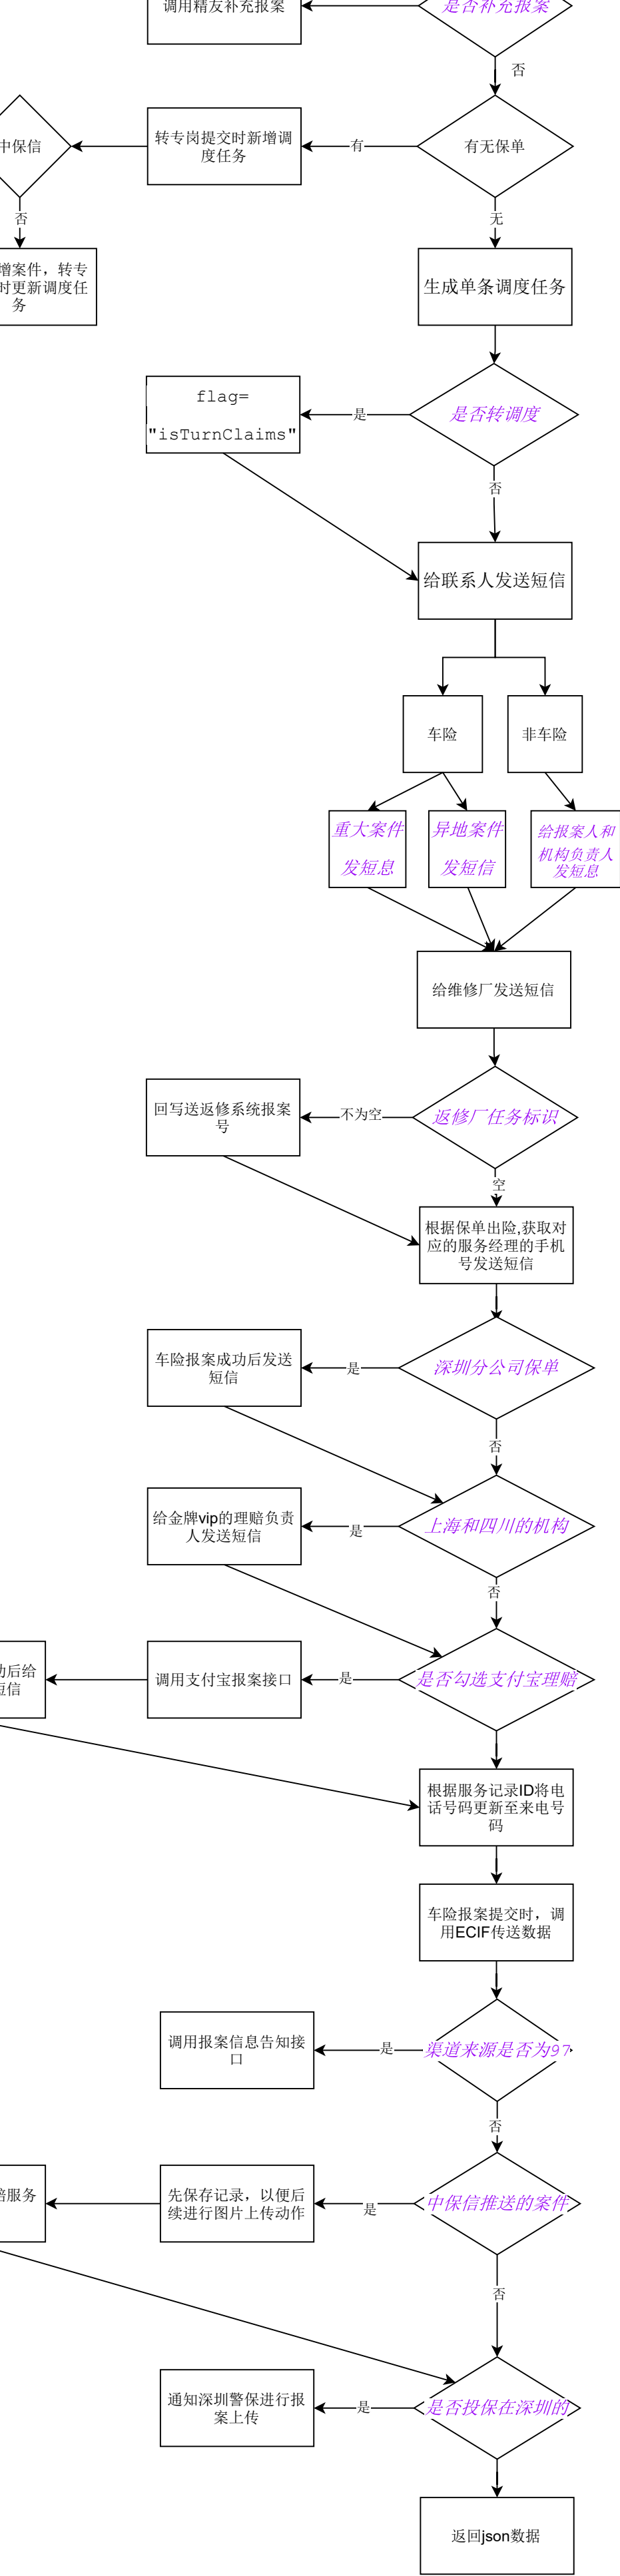 调用精友补充报案
是否补充报案
否
中保信
转专岗提交时新增调
度任务
有
有无保单
否
无
增案件，转专
时更新调度任
务
生成单条调度任务
flag=
"isTurnClaims"
是
是否转调度
否
给联系人发送短信
车险
非车险
重大案件
发短息
异地案件
发短信
给报案人和
机构负责人
发短息
给维修厂发送短信
回写送返修系统报案
号
不为空
返修厂任务标识
空
根据保单出险,获取对
应的服务经理的手机
号发送短信
车险报案成功后发送
短信
是
深圳分公司保单
否
给金牌vip的理赔负责
人发送短信
是
上海和四川的机构
否
功后给
短信
调用支付宝报案接口
是
是否勾选支付宝理赔
根据服务记录ID将电
话号码更新至来电号
码
车险报案提交时，调
用ECIF传送数据
调用报案信息告知接
口
是
渠道来源是否为97
否
赔服务
先保存记录，以便后
续进行图片上传动作
是
中保信推送的案件
否
通知深圳警保进行报
案上传
是
是否投保在深圳的
返回json数据